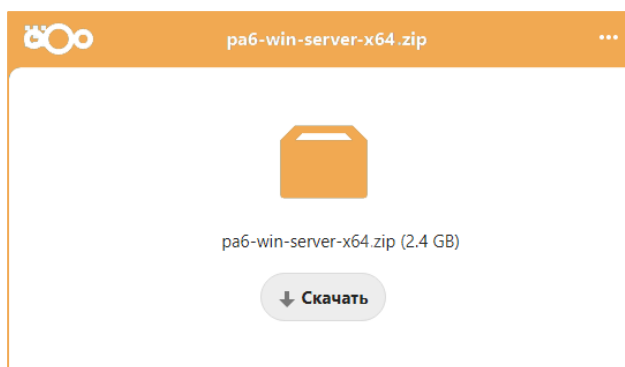 pa6-win-server-x64.zip
pa6-win-server-x64.zip (2.4 GB)
Скачать